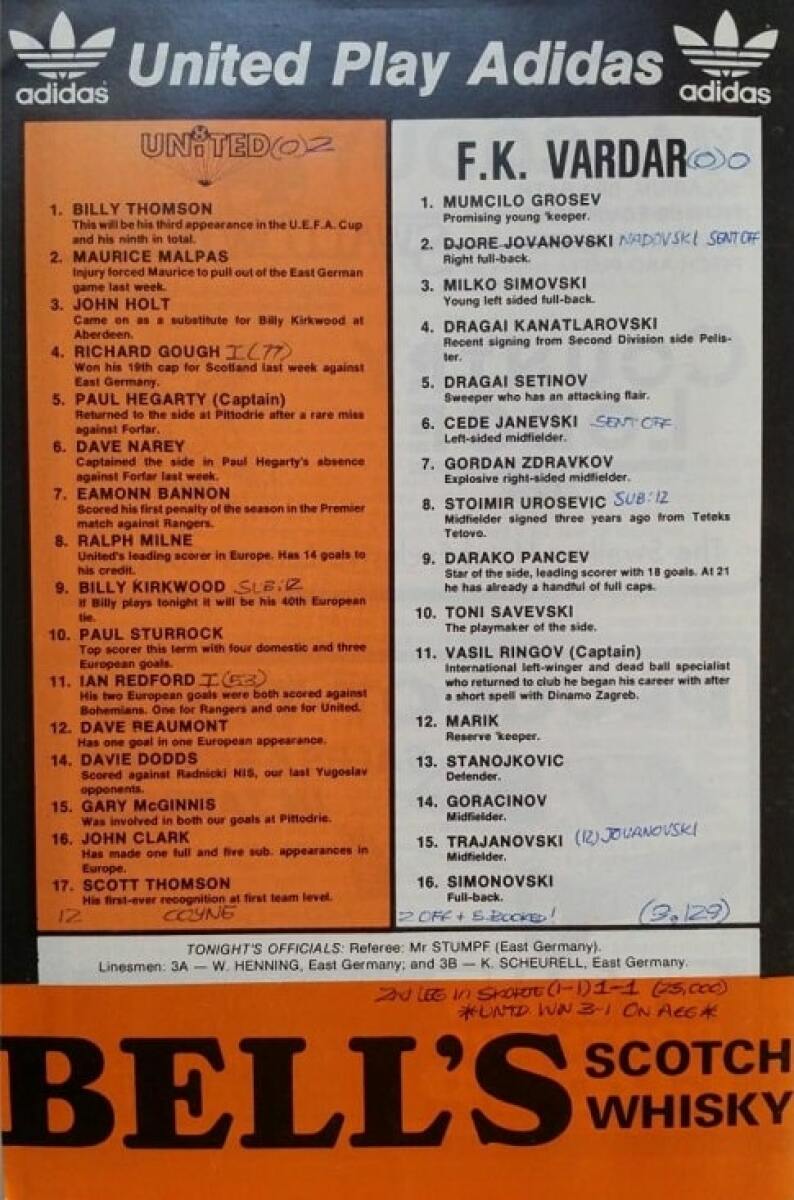 adidas
United Play Adidas
adidas
UNiTED (0) 2
1. BILLY THOMSON
This will be his third appearance in the U.E.F.A. Cup
and his ninth in total.
2. MAURICE MALPAS
Injury forced Maurice to pull out of the East German
game last week.
3. JOHN HOLT
Came on as a substitute for Billy Kirkwood at
Aberdeen.
4. RICHARD GOUGH I (77)
Won his 19th cap for Scotland last week against
East Germany.
5. PAUL HEGARTY (Captain)
Returned to the side at Pittodrie after a rare miss
against Forfar.
6. DAVE NAREY
Captained the side in Paul Hegarty's absence
against Forfar last week.
7. EAMONN BANNON
Scored his first penalty of the season in the Premier
match against Rangers.
8. RALPH MILNE
United's leading scorer in Europe. Has 14 goals to
his credit.
9. BILLY KIRKWOOD SUB:12
If Billy plays tonight it will be his 40th European
tie.
10. PAUL STURROCK
Top scorer this term with four domestic and three
European goals.
11. IAN REDFORD I (53)
His two European goals were both scored against
Bohemians. One for Rangers and one for United.
12. DAVE BEAUMONT
Has one goal in one European appearance.
14. DAVIE DODDS
Scored against Radnicki NIS, our last Yugoslav
opponents.
15. GARY McGINNIS
Was involved in both our goals at Pittodrie.
16. JOHN CLARK
Has made one full and five sub. appearances in
Europe.
17. SCOTT THOMSON
His first-ever recognition at first team level.
12 COYNE
F.K. VARDAR (0) 0
1. MUMCILO GROSEV
Promising young 'keeper.
2. DJORE JOVANOVSKI NADOVSKI SENT OFF
Right full-back.
3. MILKO SIMOVSKI
Young left sided full-back.
4. DRAGAI KANATLAROVSKI
Recent signing from Second Division side Pelis-
ter.
5. DRAGAI SETINOV
Sweeper who has an attacking flair.
6. CEDE JANEVSKI SENT OFF
Left-sided midfielder.
7. GORDAN ZDRAVKOV
Explosive right-sided midfielder.
8. STOIMIR UROSEVIC SUB:12
Midfielder signed three years ago from Teteks
Tetovo.
9. DARAKO PANCEV
Star of the side, leading scorer with 18 goals. At 21
he has already a handful of full caps.
10. TONI SAVEVSKI
The playmaker of the side.
11. VASIL RINGOV (Captain)
International left-winger and dead ball specialist
who returned to club he began his career with after
a short spell with Dinamo Zagreb.
12. MARIK
Reserve 'keeper.
13. STANOJKOVIC
Defender.
14. GORACINOV
Midfielder.
15. TRAJANOVSKI (12) JOVANOVSKI
Midfielder.
16. SIMONOVSKI
Full-back.
2 OFF + 5 BOOKED! (3,129)
TONIGHT'S OFFICIALS: Referee: Mr STUMPF (East Germany).
Linesmen: 3A — W. HENNING, East Germany; and 3B — K. SCHEURELL, East Germany.
2ND LEG in SKOPJE (1-1) 1-1 (25,000)
*UNTD. WIN 3-1 ON AGG*
BELL'S SCOTCH
WHISKY